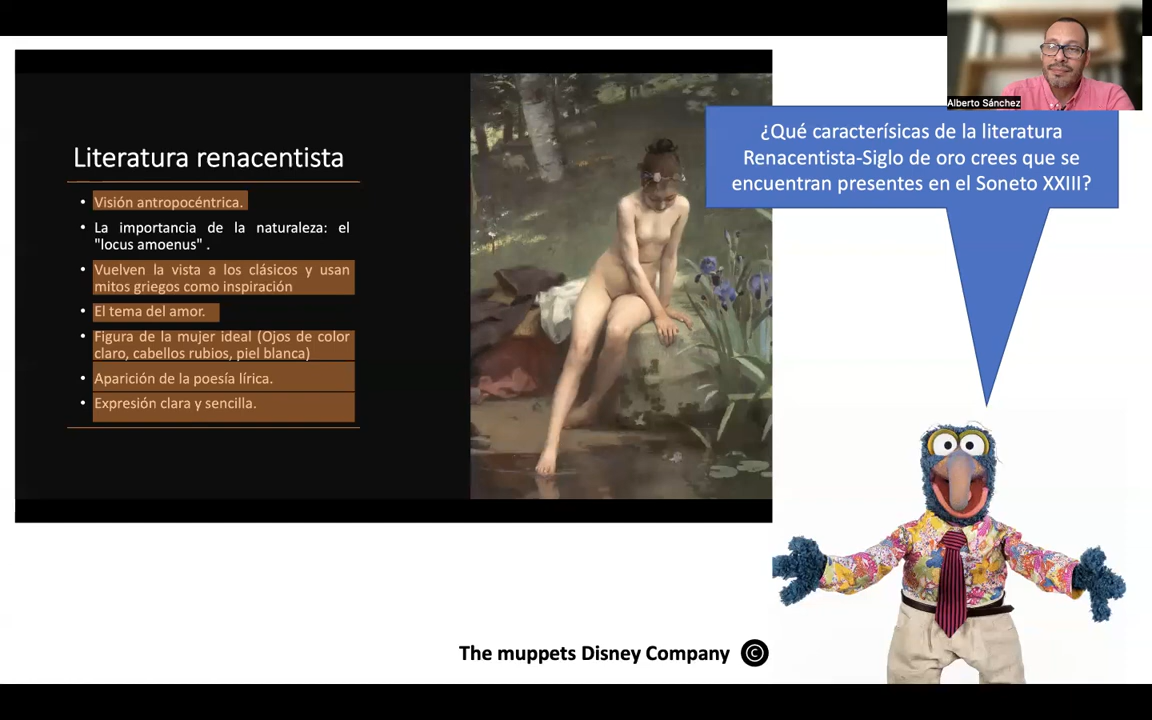 Alberto Sánchez
¿Qué caracterísicas de la literatura
Renacentista-Siglo de oro crees que se
encuentran presentes en el Soneto XXIII?
Literatura renacentista
• Visión antropocéntrica.
• La importancia de la naturaleza: el
"locus amoenus" .
• Vuelven la vista a los clásicos y usan
mitos griegos como inspiración
• El tema del amor.
• Figura de la mujer ideal (Ojos de color
claro, cabellos rubios, piel blanca)
• Aparición de la poesía lírica.
• Expresión clara y sencilla.
The muppets Disney Company ©